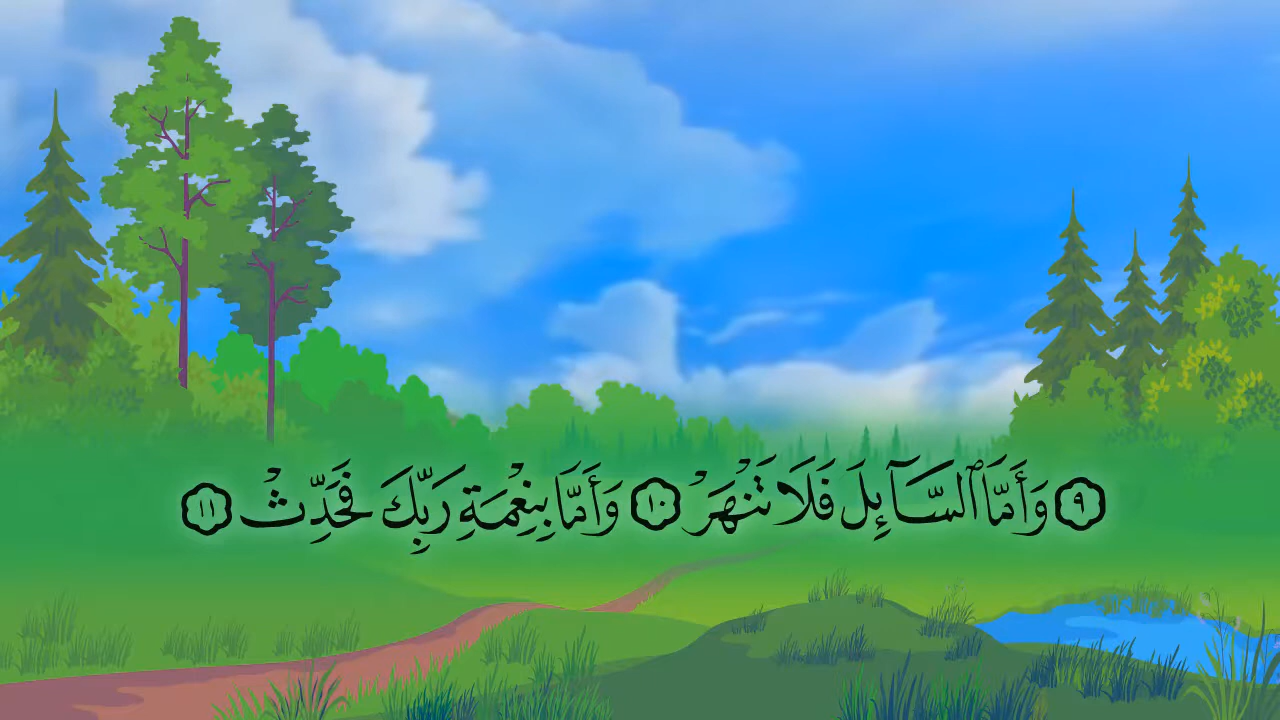 ٩ وَأَمَّا ٱلسَّآئِلَ فَلَا تَنْهَرْ ١٠ وَأَمَّا بِنِعْمَةِ رَبِّكَ فَحَدِّثْ ١١